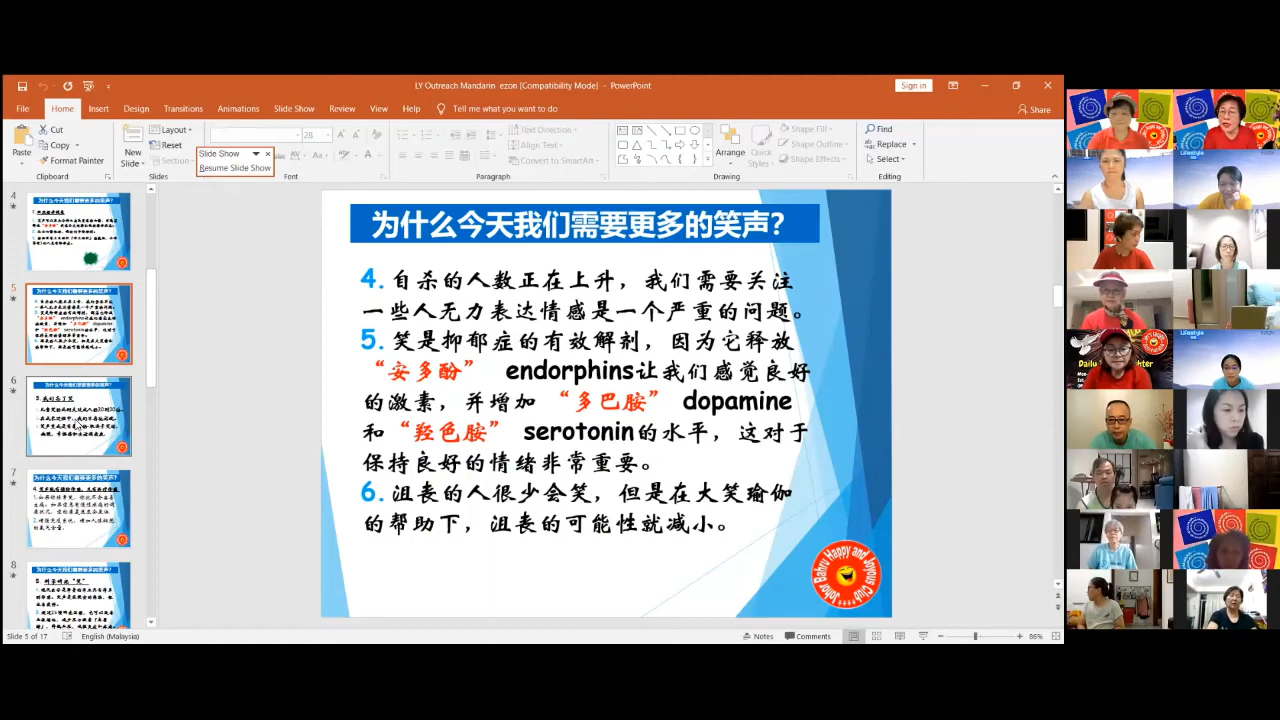 LY Outreach Mandarin ezon [Compatibility Mode] - PowerPoint
Sign in
File Home Insert Design Transitions Animations Slide Show Review View Help Tell me what you want to do
Share
Paste
Cut
Copy
Format Painter
Clipboard
New Slide
Layout
Reset
Section
Slides
Slide Show
Resume Slide Show
28
Font
Text Direction
Align Text
Convert to SmartArt
Paragraph
Arrange
Quick Styles
Shape Fill
Shape Outline
Shape Effects
Drawing
Find
Replace
Select
Editing
4
5
6
7
8
为什么今天我们需要更多的笑声?
4. 自杀的人数正在上升，我们需要关注
一些人无力表达情感是一个严重的问题。
5. 笑是抑郁症的有效解剂，因为它释放
“安多酚” endorphins让我们感觉良好
的激素，并增加 “多巴胺” dopamine
和 “羟色胺” serotonin的水平，这对于
保持良好的情绪非常重要。
6. 沮丧的人很少会笑，但是在大笑瑜伽
的帮助下，沮丧的可能性就减小。
Johor Bahru Happy and Joyous Club
Slide 5 of 17
English (Malaysia)
Notes
Comments
86%